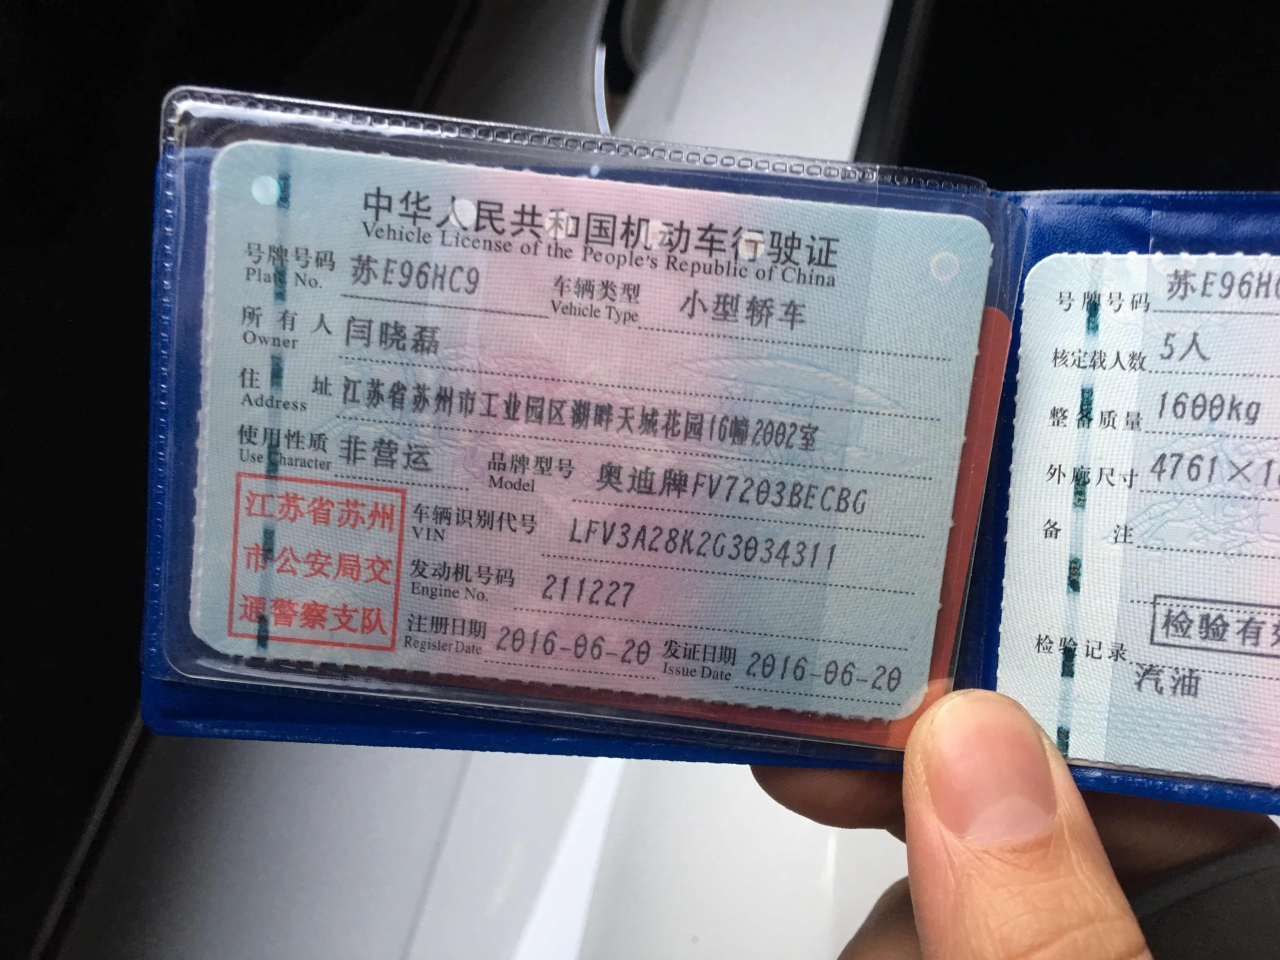 中华人民共和国机动车行驶证
Vehicle License of the People's Republic of China
号牌号码 苏E96HC9 车辆类型 小型轿车
Plate No. Vehicle Type
所有人 闫晓磊
Owner
住址 江苏省苏州市工业园区湖畔天城花园16幢2002室
Address
使用性质 非营运 品牌型号 奥迪牌FV7203BECBG
Use Character Model
江苏省苏州
市公安局交
通警察支队
车辆识别代号 LFV3A28K2G3034311
VIN
发动机号码 211227
Engine No.
注册日期 2016-06-20 发证日期 2016-06-20
Register Date Issue Date
号牌号码 苏E96H
核定载人数 5人
整备质量 1600kg
外廓尺寸 4761×1
备注
检验有
检验记录
汽油